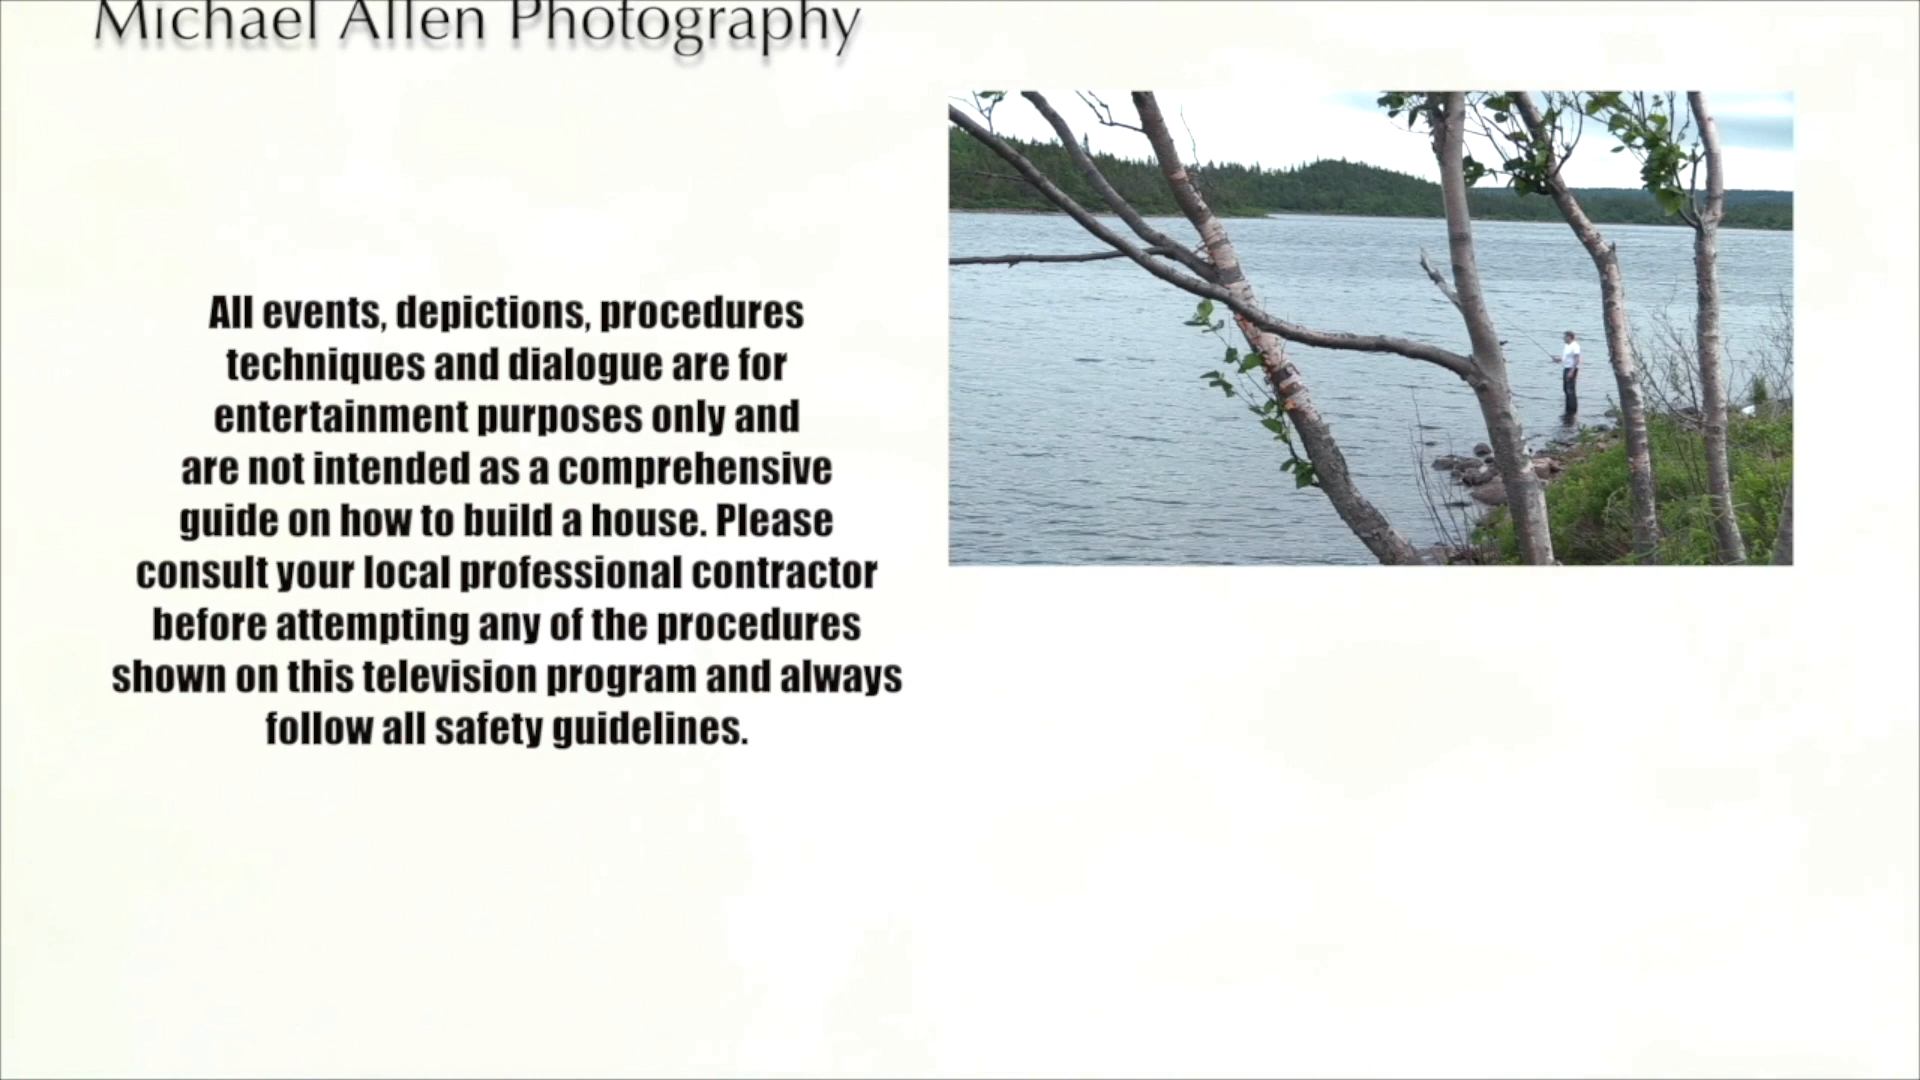 Michael Allen Photography
All events, depictions, procedures
techniques and dialogue are for
entertainment purposes only and
are not intended as a comprehensive
guide on how to build a house. Please
consult your local professional contractor
before attempting any of the procedures
shown on this television program and always
follow all safety guidelines.